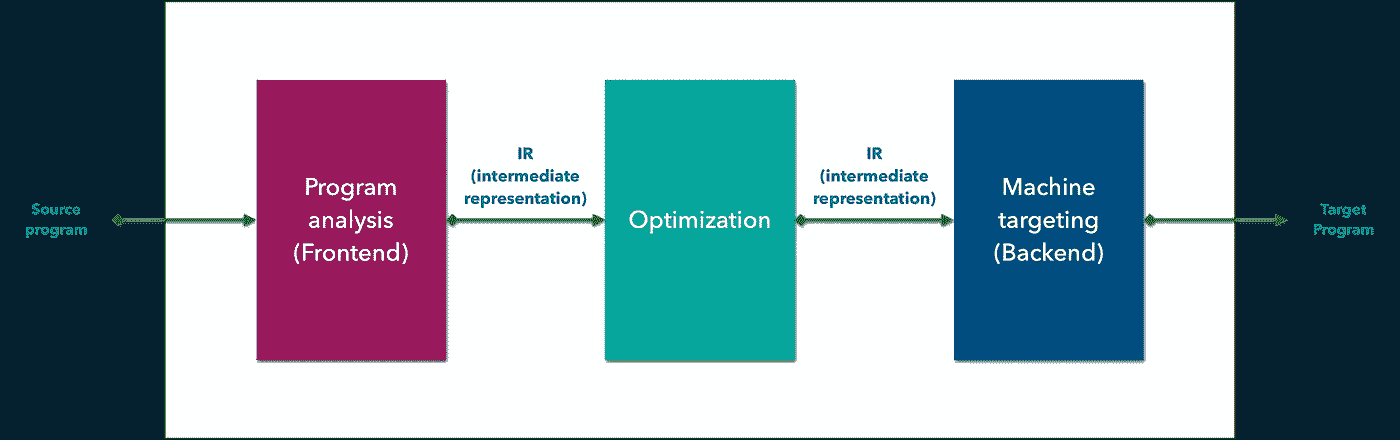 Source
program
Program
analysis
(Frontend)
IR
(intermediate
representation)
Optimization
IR
(intermediate
representation)
Machine
targeting
(Backend)
Target
Program